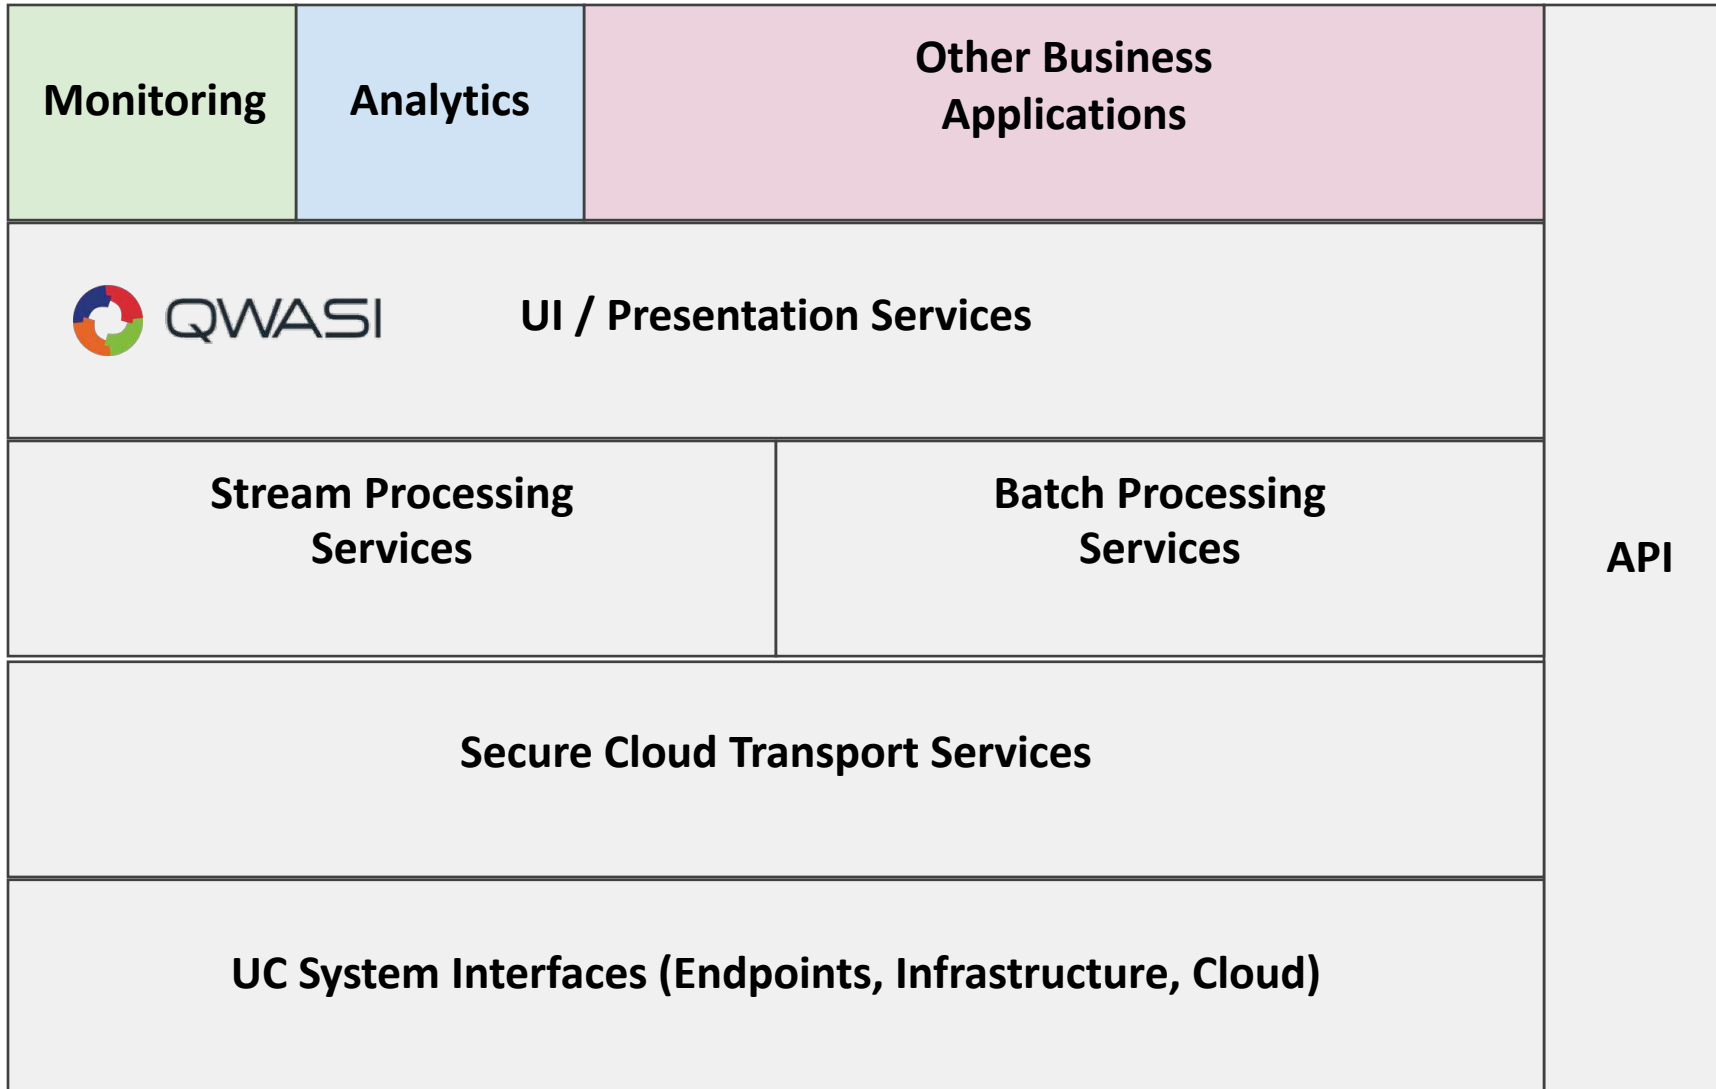 Monitoring
Analytics
Other Business
Applications
QWASI
UI / Presentation Services
Stream Processing
Services
Batch Processing
Services
API
Secure Cloud Transport Services
UC System Interfaces (Endpoints, Infrastructure, Cloud)